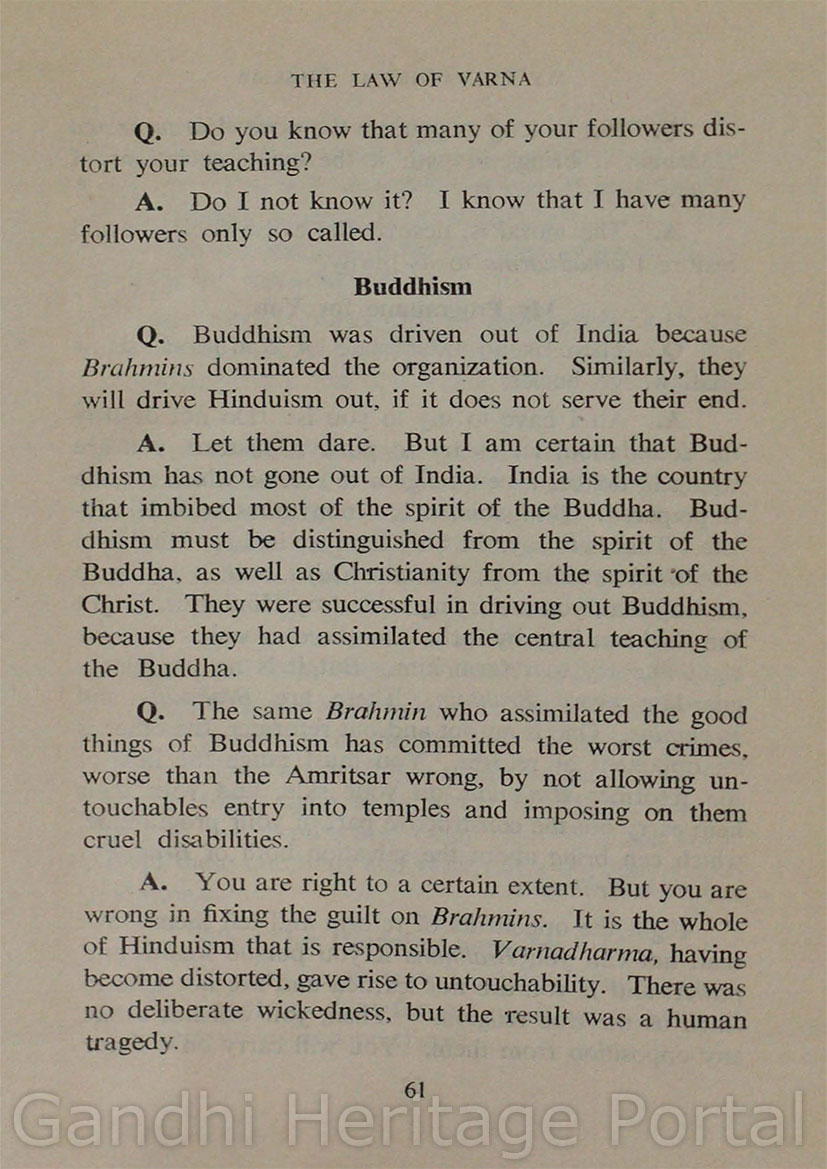 THE LAW OF VARNA
Q. Do you know that many of your followers dis-
tort your teaching?
A. Do I not know it? I know that I have many
followers only so called.
Buddhism
Q. Buddhism was driven out of India because
Brahmins dominated the organization. Similarly, they
will drive Hinduism out, if it does not serve their end.
A. Let them dare. But I am certain that Bud-
dhism has not gone out of India. India is the country
that imbibed most of the spirit of the Buddha. Bud-
dhism must be distinguished from the spirit of the
Buddha, as well as Christianity from the spirit of the
Christ. They were successful in driving out Buddhism,
because they had assimilated the central teaching of
the Buddha.
Q. The same Brahmin who assimilated the good
things of Buddhism has committed the worst crimes,
worse than the Amritsar wrong, by not allowing un-
touchables entry into temples and imposing on them
cruel disabilities.
A. You are right to a certain extent. But you are
wrong in fixing the guilt on Brahmins. It is the whole
of Hinduism that is responsible. Varnadharma, having
become distorted, gave rise to untouchability. There was
no deliberate wickedness, but the result was a human
tragedy.
61
Gandhi Heritage Portal